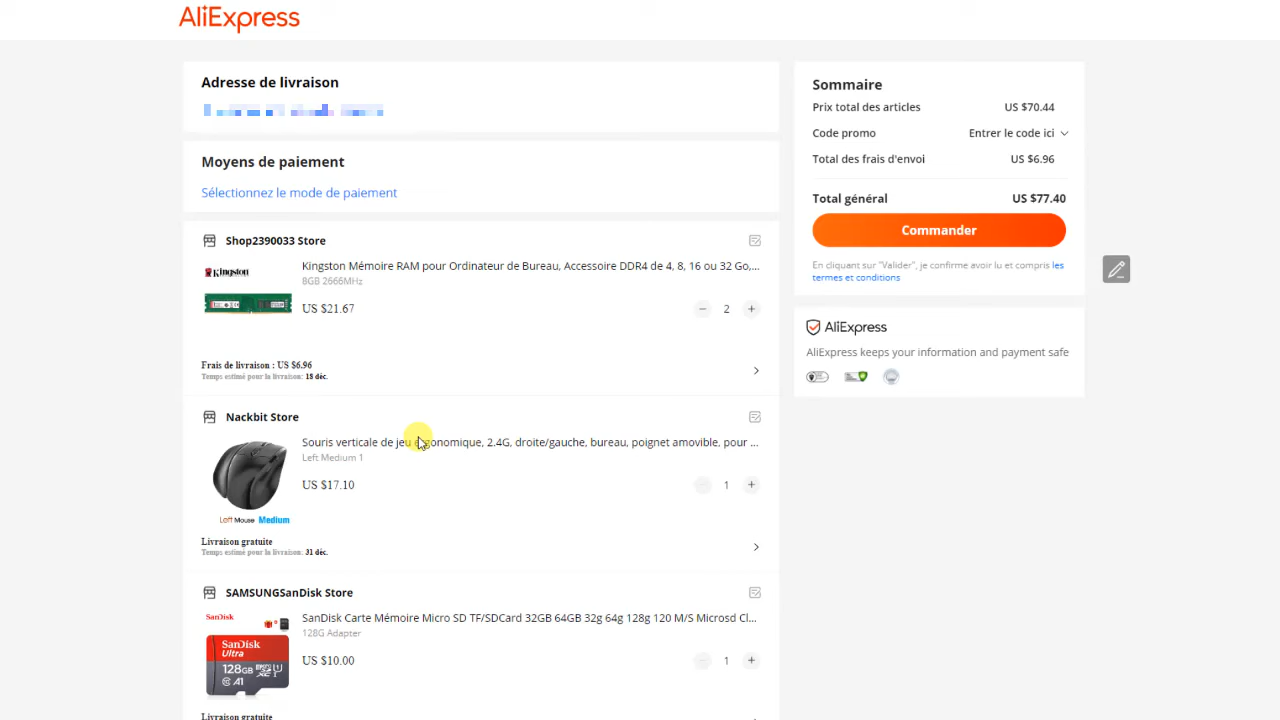 AliExpress
Adresse de livraison
Moyens de paiement
Sélectionnez le mode de paiement
Shop2390033 Store
Kingston
Kingston Mémoire RAM pour Ordinateur de Bureau, Accessoire DDR4 de 4, 8, 16 ou 32 Go,...
8GB 2666MHz
US $21.67
2
Frais de livraison : US $6.96
Temps estimé pour la livraison: 18 déc.
Nackbit Store
Souris verticale de jeu ergonomique, 2.4G, droite/gauche, bureau, poignet amovible, pour ...
Left Medium 1
US $17.10
1
Left Mouse Medium
Livraison gratuite
Temps estimé pour la livraison: 31 déc.
SAMSUNGSanDisk Store
SanDisk
SanDisk Carte Mémoire Micro SD TF/SDCard 32GB 64GB 32g 64g 128g 120 M/S Microsd Cl...
128G Adapter
SanDisk
Ultra
128GB
A1
US $10.00
1
Livraison gratuite
Sommaire
Prix total des articles US $70.44
Code promo Entrer le code ici
Total des frais d'envoi US $6.96
Total général US $77.40
Commander
En cliquant sur "Valider", je confirme avoir lu et compris les
termes et conditions
AliExpress
AliExpress keeps your information and payment safe